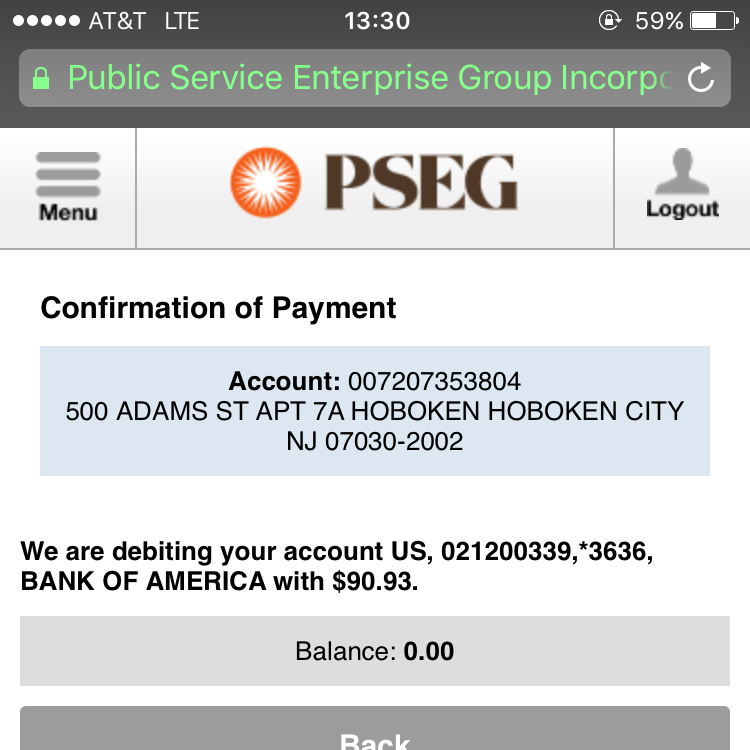 AT&T LTE 13:30 59%
Public Service Enterprise Group Incorpo
Menu
PSEG
Logout
Confirmation of Payment
Account: 007207353804
500 ADAMS ST APT 7A HOBOKEN HOBOKEN CITY
NJ 07030-2002
We are debiting your account US, 021200339,*3636,
BANK OF AMERICA with $90.93.
Balance: 0.00
Back